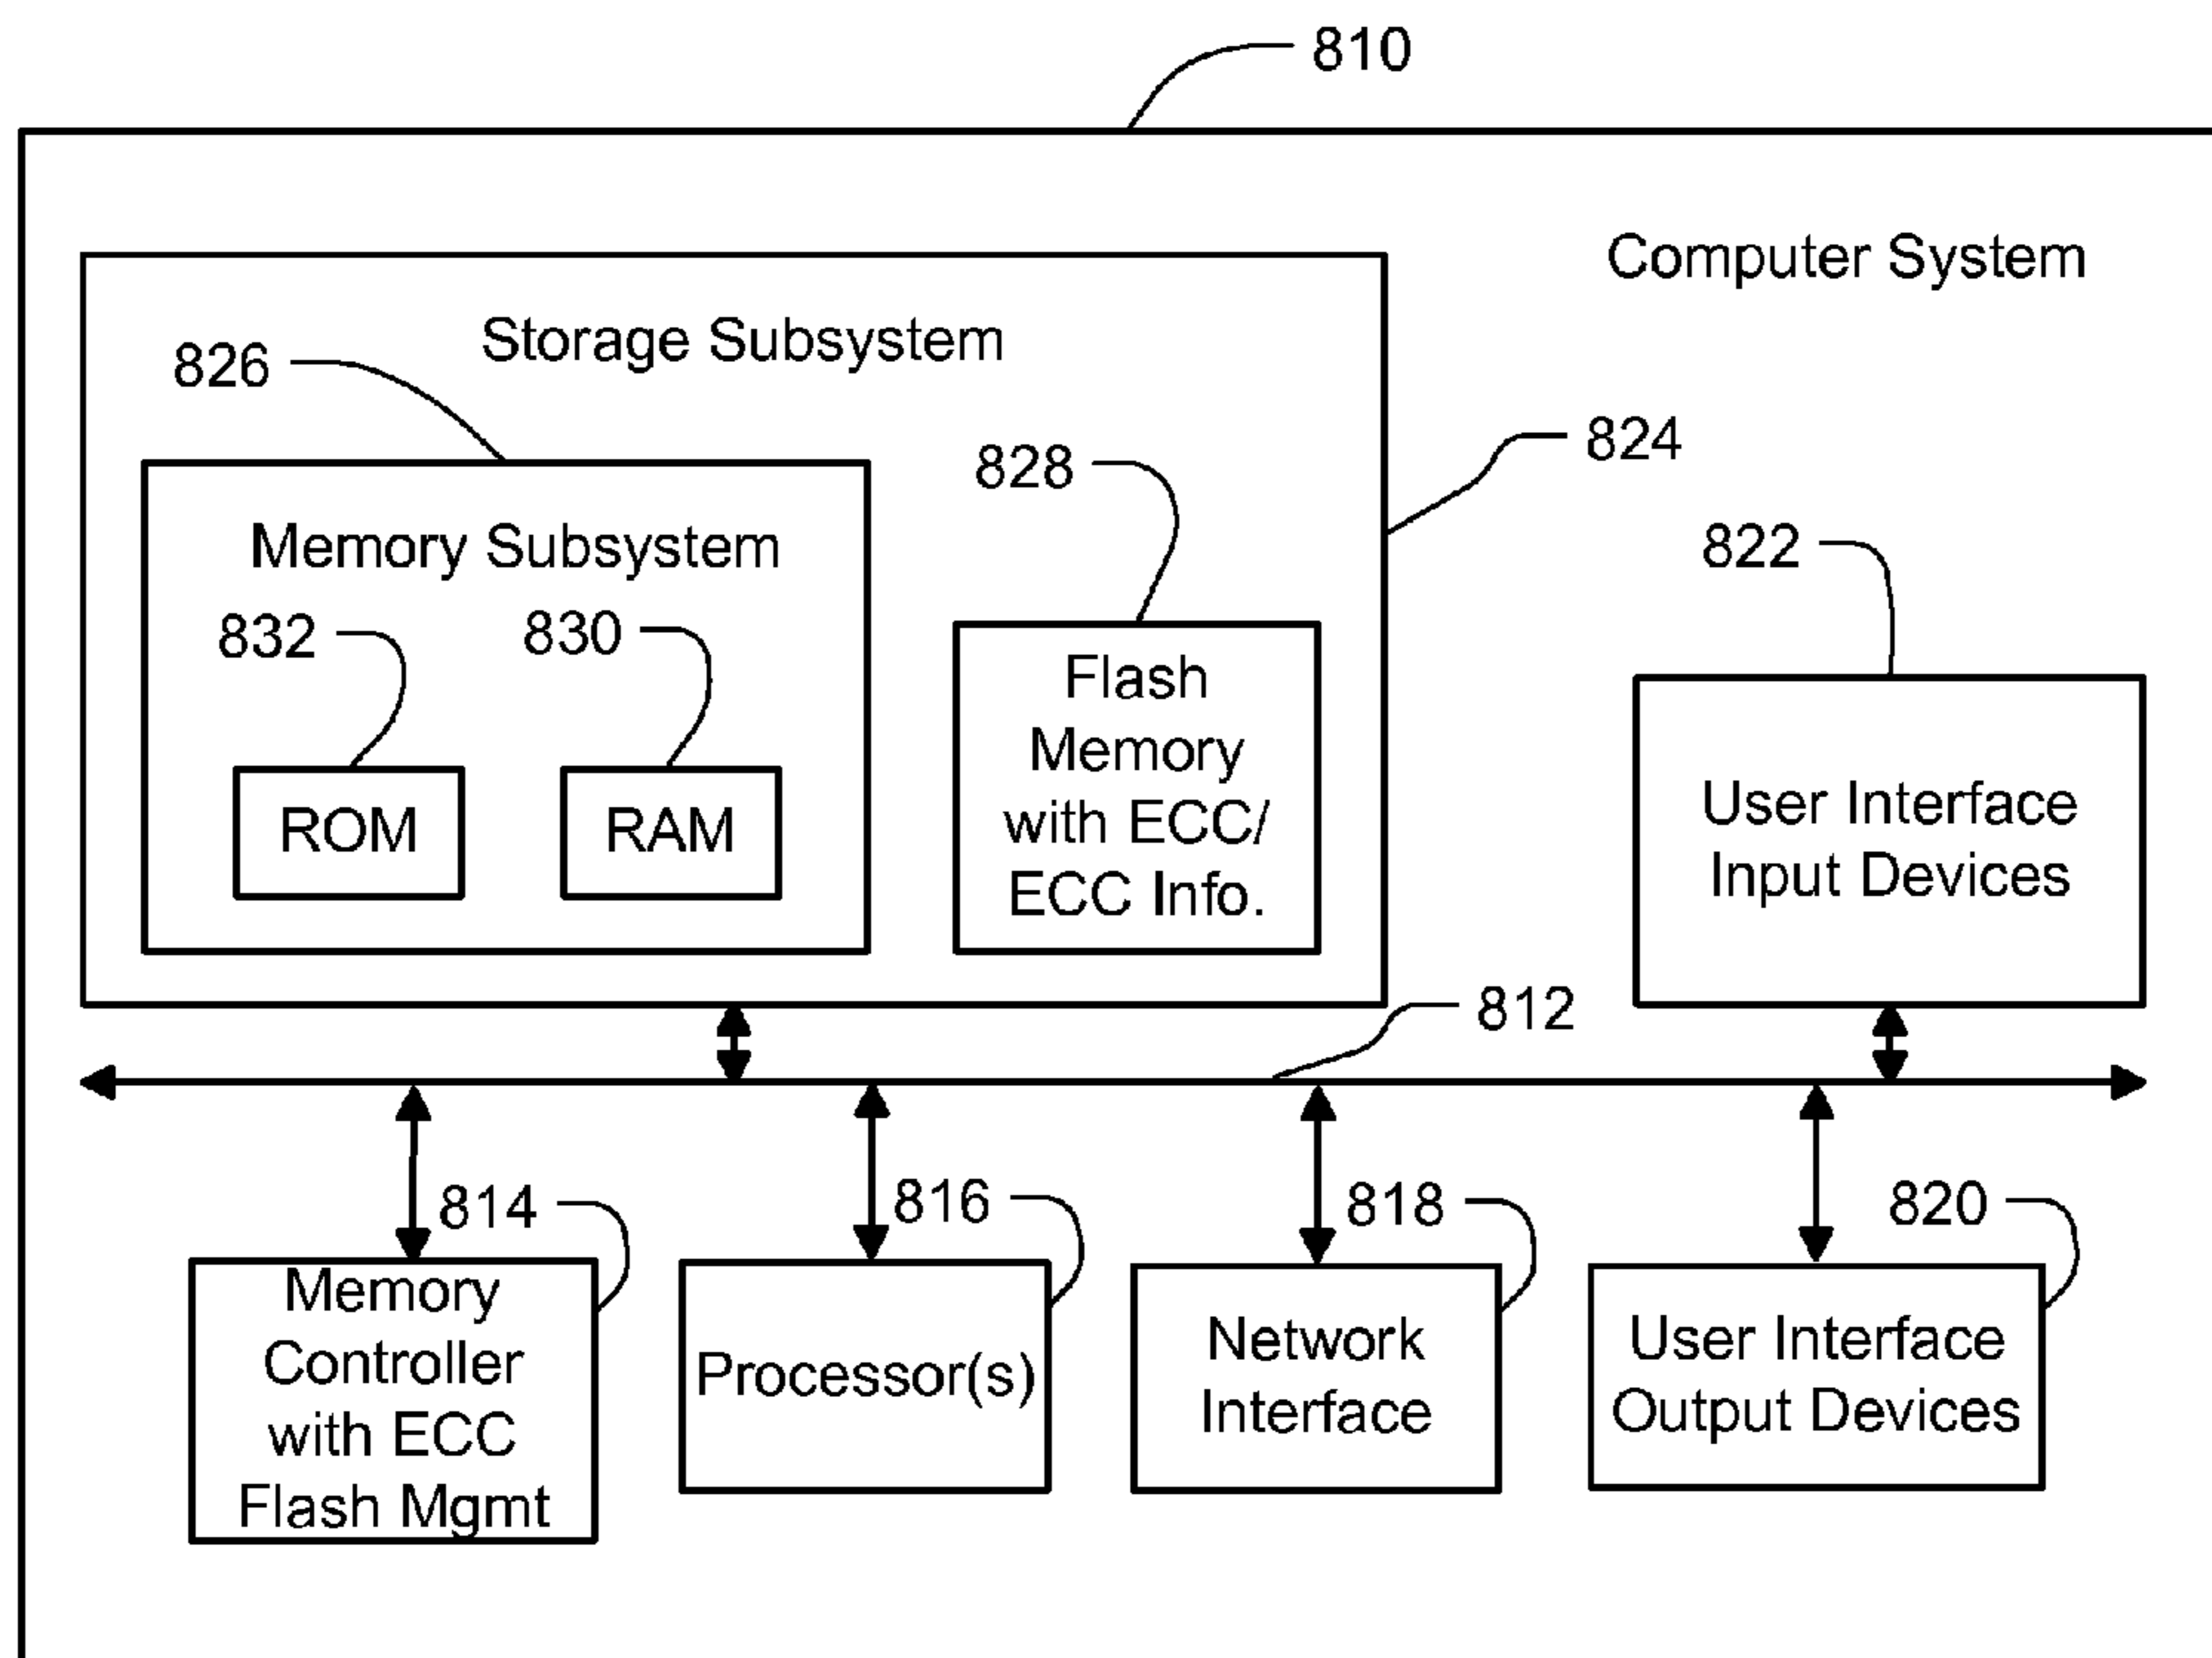 810
Computer System
Storage Subsystem
826
824
828
Memory Subsystem
822
832
830
Flash
Memory
with ECC/
ECC Info.
ROM
RAM
User Interface
Input Devices
812
814
816
818
820
Memory
Controller
with ECC
Flash Mgmt
Processor(s)
Network
Interface
User Interface
Output Devices